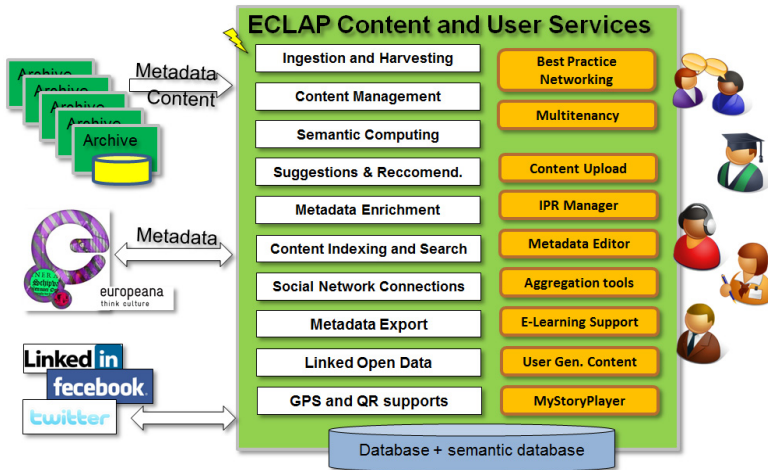 ECLAP Content and User Services
Ingestion and Harvesting
Content Management
Semantic Computing
Suggestions & Reccomend.
Metadata Enrichment
Content Indexing and Search
Social Network Connections
Metadata Export
Linked Open Data
GPS and QR supports
Best Practice
Networking
Multitenancy
Content Upload
IPR Manager
Metadata Editor
Aggregation tools
E-Learning Support
User Gen. Content
MyStoryPlayer
Database + semantic database
Archive
Archive
Archive
Archive
Archive
Metadata
Content
Metadata
europeana
think culture
Linked in
fecebook
twitter